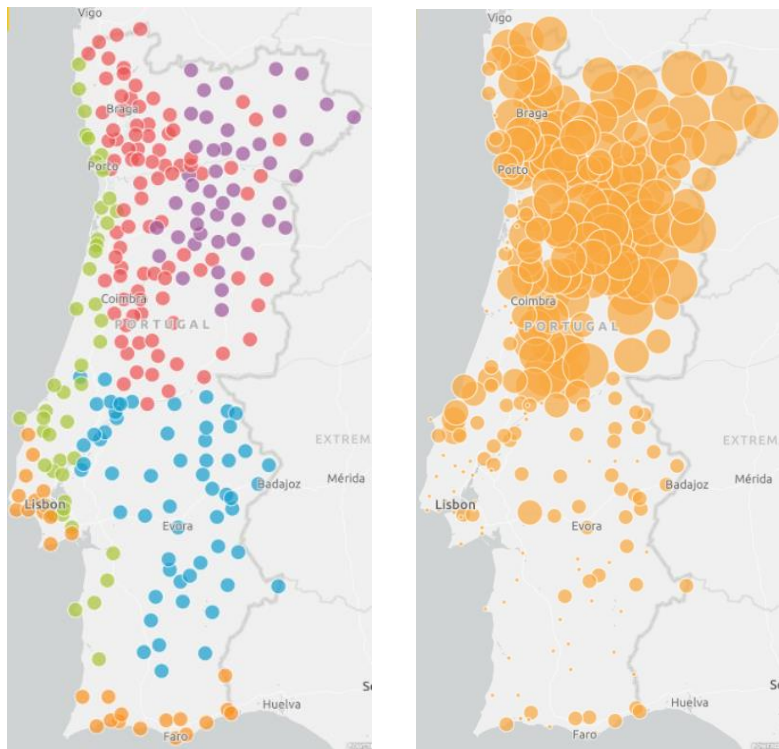 Vigo
Braga
Porto
Coimbra
PORTUGAL
EXTREM
Mérida
Badajoz
Lisbon
Evora
Huelva
Faro
Vigo
Braga
Porto
Coimbra
PORTUGAL
EXTREM
Mérida
Badajoz
Lisbon
Evora
Huelva
Faro